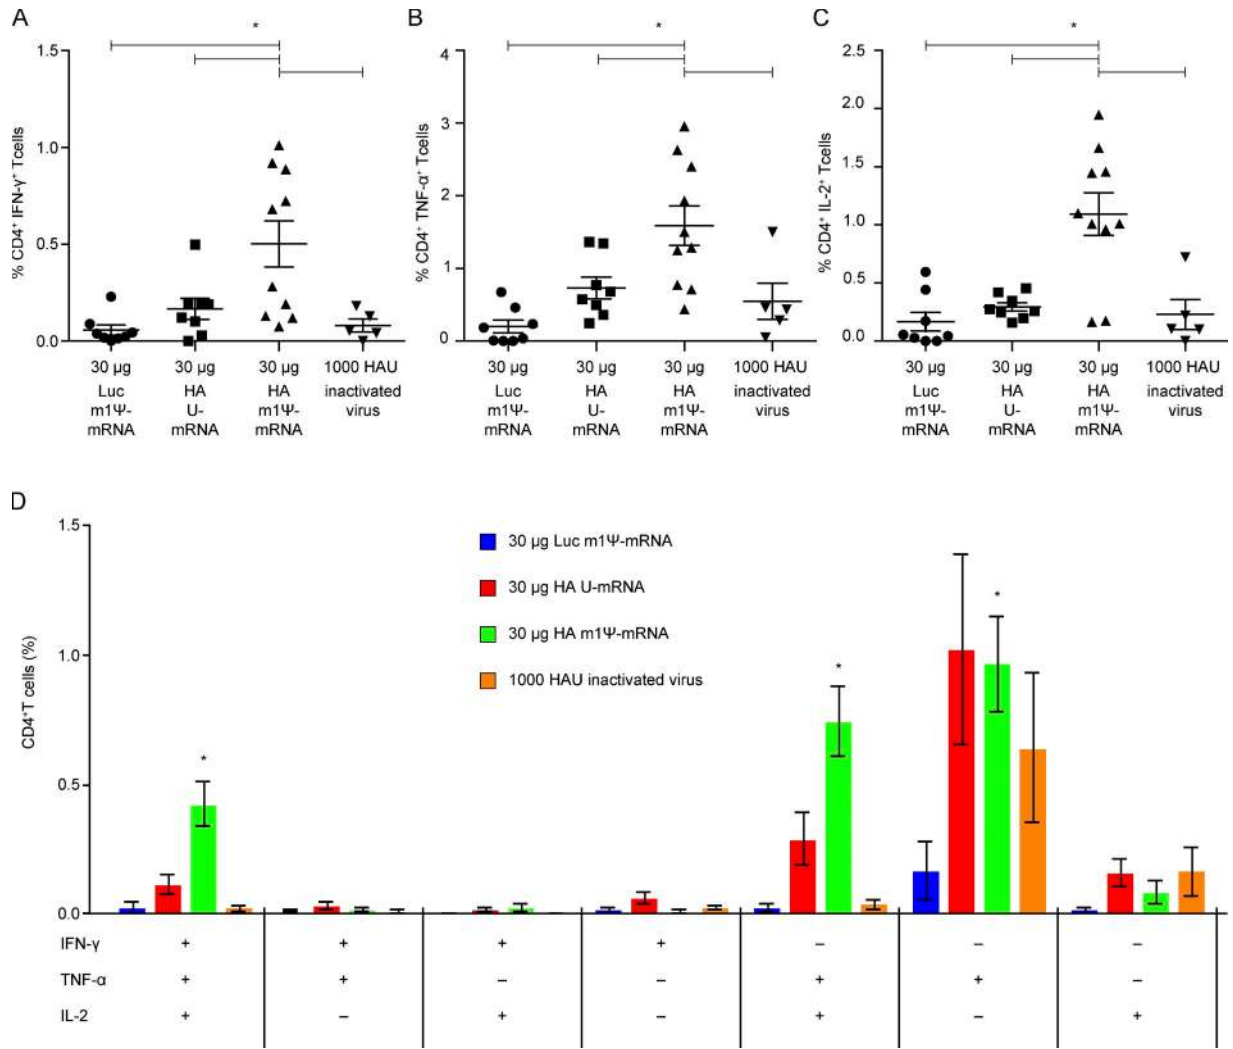 A
*
1.5
1.0
0.5
0.0
% CD4⁺ IFN-γ⁺ Tcells
30 µg
Luc
m1Ψ-
mRNA
30 µg
HA
U-
mRNA
30 µg
HA
m1Ψ-
mRNA
1000 HAU
inactivated
virus
B
*
4
3
2
1
0
% CD4⁺ TNF-α⁺ Tcells
30 µg
Luc
m1Ψ-
mRNA
30 µg
HA
U-
mRNA
30 µg
HA
m1Ψ-
mRNA
1000 HAU
inactivated
virus
C
*
2.5
2.0
1.5
1.0
0.5
0.0
% CD4⁺ IL-2⁺ Tcells
30 µg
Luc
m1Ψ-
mRNA
30 µg
HA
U-
mRNA
30 µg
HA
m1Ψ-
mRNA
1000 HAU
inactivated
virus
D
1.5
1.0
0.5
0.0
CD4⁺T cells (%)
30 µg Luc m1Ψ-mRNA
30 µg HA U-mRNA
30 µg HA m1Ψ-mRNA
1000 HAU inactivated virus
*
*
*
IFN-γ + + + + – – –
TNF-α + + – – + + –
IL-2 + – + – + – +